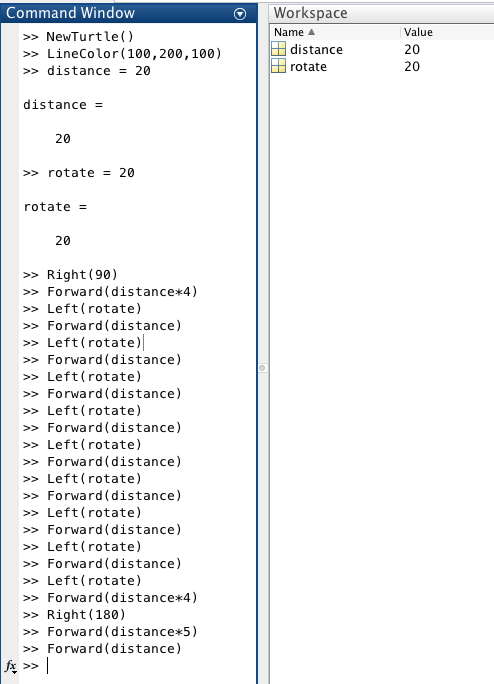 Command Window
>> NewTurtle()
>> LineColor(100,200,100)
>> distance = 20
distance =
20
>> rotate = 20
rotate =
20
>> Right(90)
>> Forward(distance*4)
>> Left(rotate)
>> Forward(distance)
>> Left(rotate)
>> Forward(distance)
>> Left(rotate)
>> Forward(distance)
>> Left(rotate)
>> Forward(distance)
>> Left(rotate)
>> Forward(distance)
>> Left(rotate)
>> Forward(distance)
>> Left(rotate)
>> Forward(distance)
>> Left(rotate)
>> Forward(distance)
>> Left(rotate)
>> Forward(distance*4)
>> Right(180)
>> Forward(distance*5)
>> Forward(distance)
fx >>
Workspace
Name Value
distance 20
rotate 20